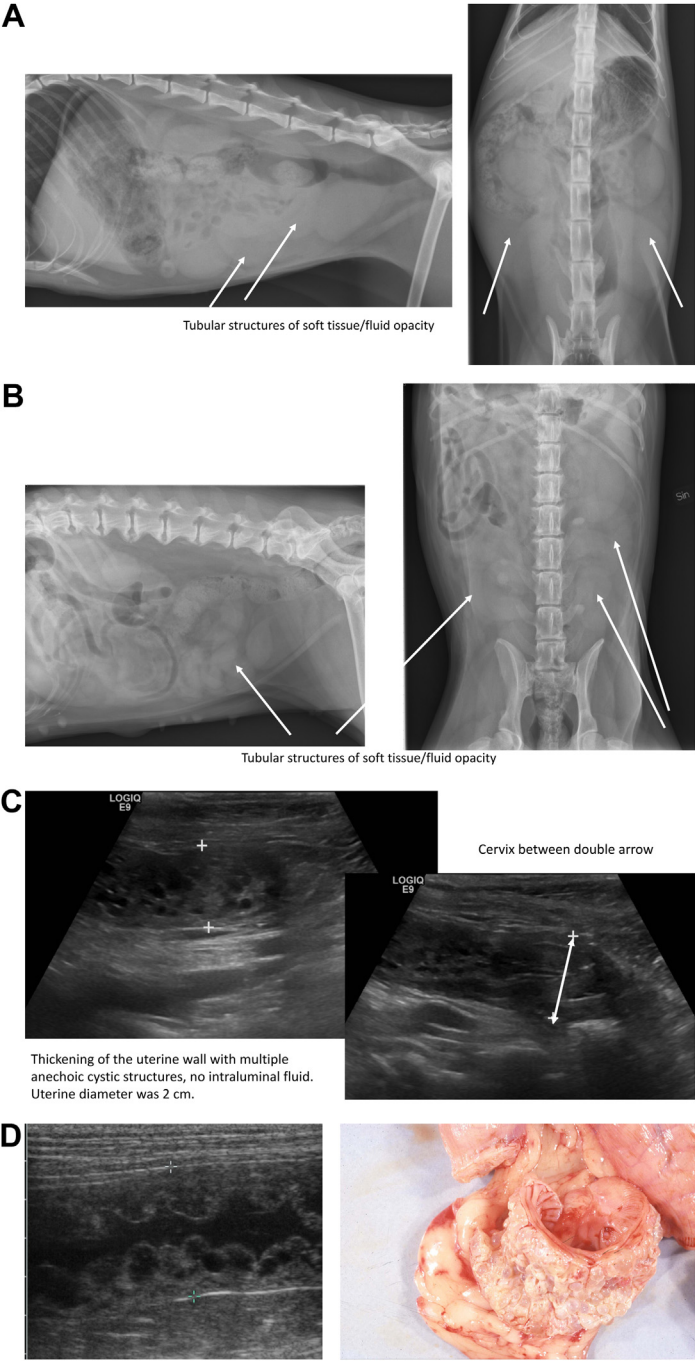 A
Tubular structures of soft tissue/fluid opacity
B
Sin
Tubular structures of soft tissue/fluid opacity
C
LOGIQ
E9
Cervix between double arrow
LOGIQ
E9
Thickening of the uterine wall with multiple
anechoic cystic structures, no intraluminal fluid.
Uterine diameter was 2 cm.
D